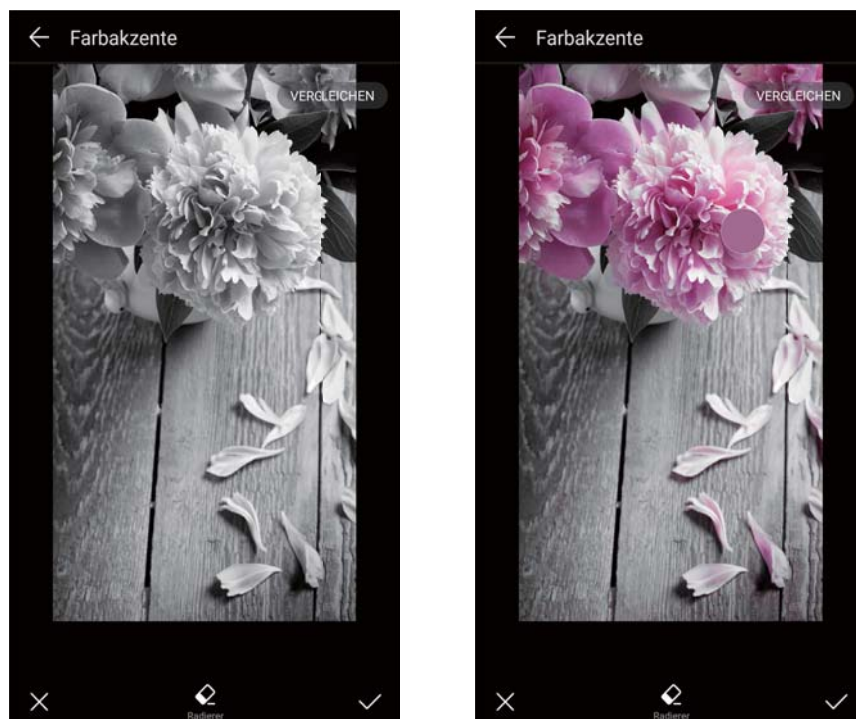 Farbakzente
VERGLEICHEN
Radierer
Farbakzente
VERGLEICHEN
Radierer